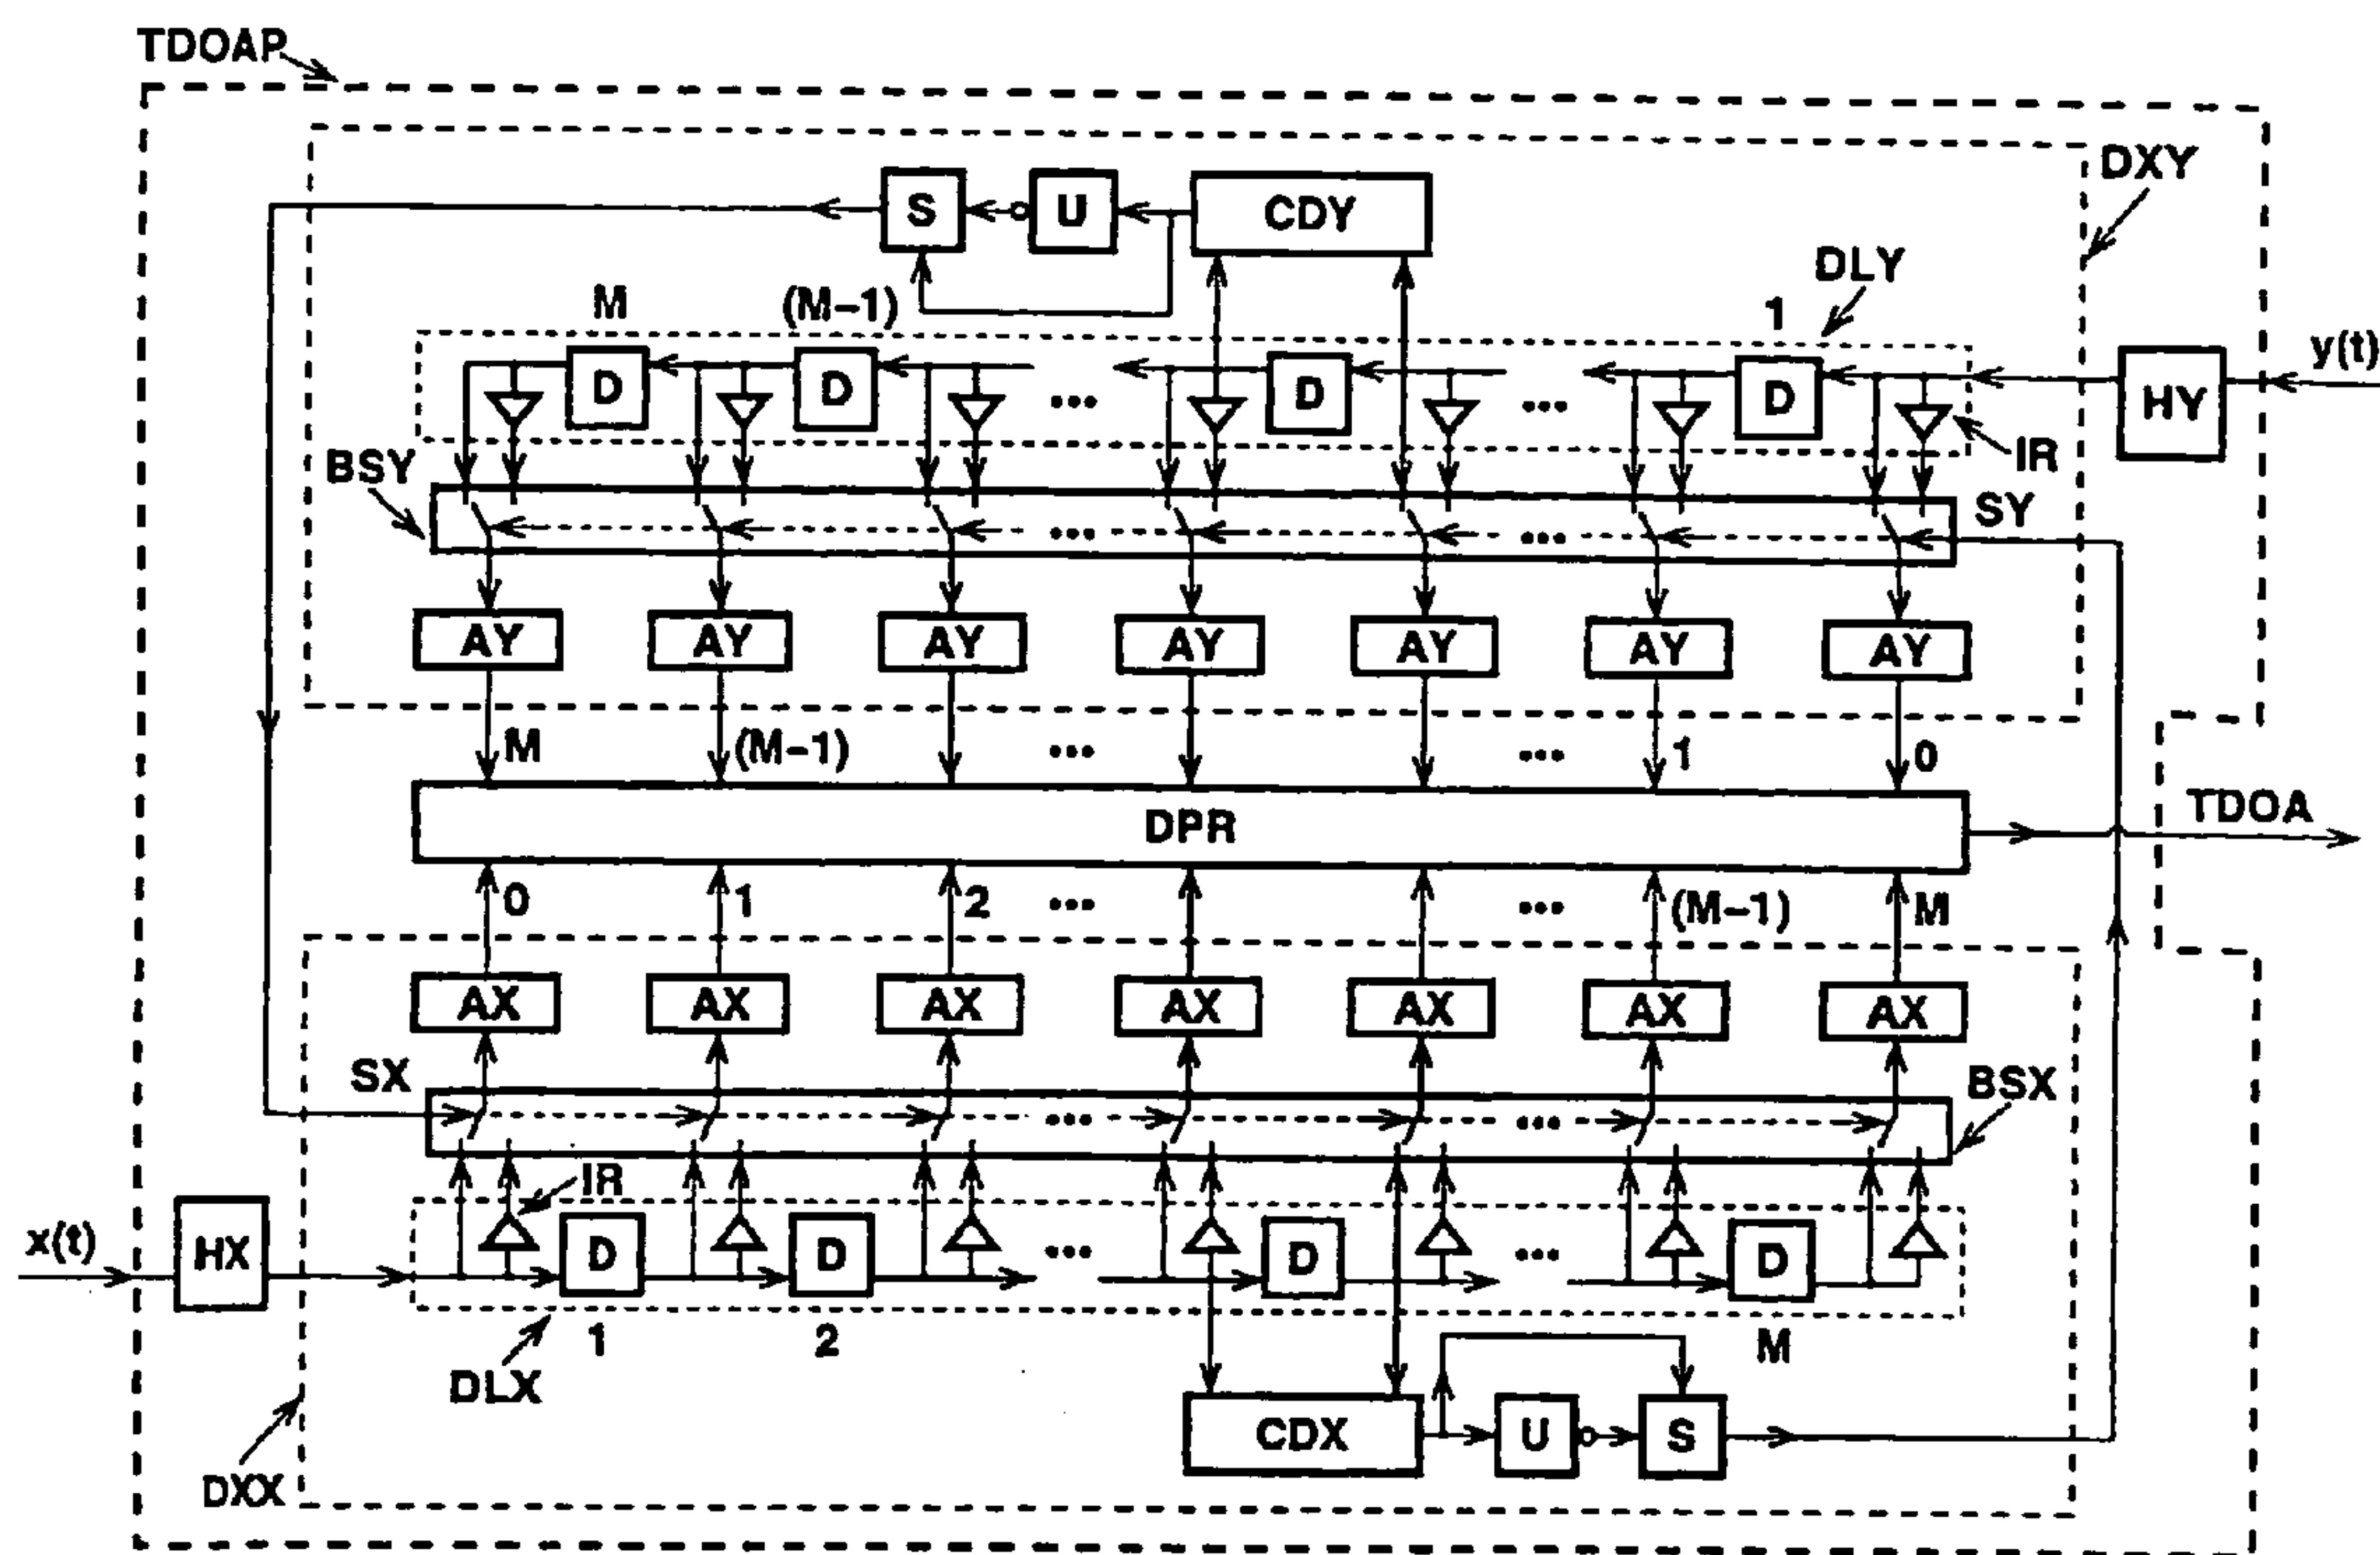 TDOAP
DXY
S U CDY
DLY
M (M–1) 1
y(t)
D D ... D ... D HY
IR
BSY
SY
... ...
AY AY AY AY AY AY AY
M (M–1) ... ... 1 0
TDOA
DPR
0 1 2 ... ... (M–1) M
AX AX AX AX AX AX AX
SX BSX
... ...
IR
x(t) HX D D ... D ... D
1 2 M
DLX
CDX U S
DXX